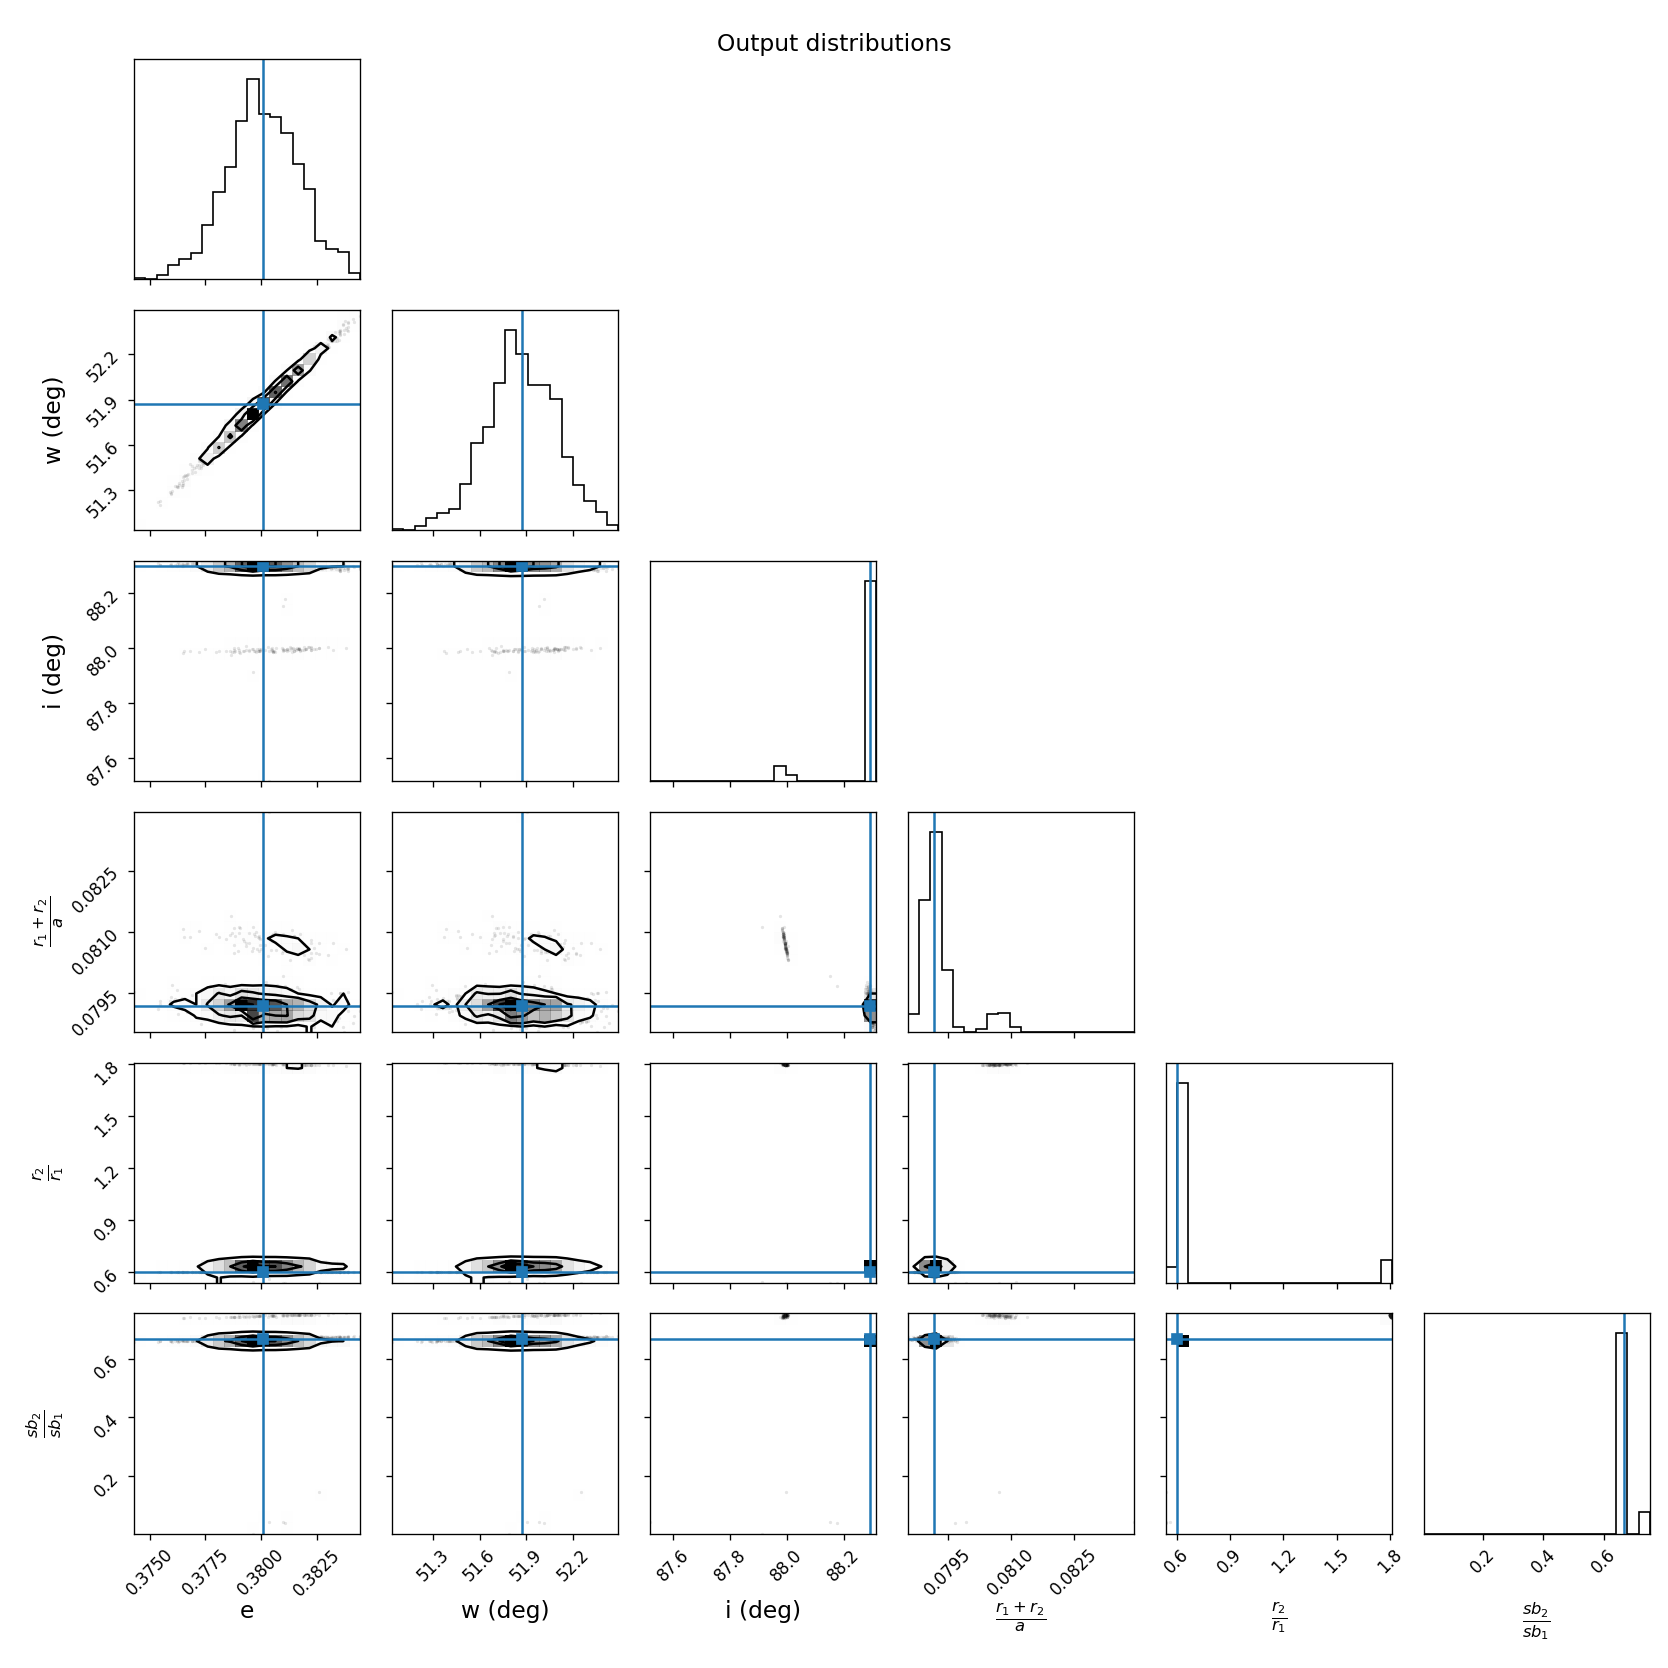 Output distributions
52.2
51.9
51.6
51.3
w (deg)
88.2
88.0
87.8
87.6
i (deg)
0.0825
0.0810
0.0795
r₁ + r₂
a
1.8
1.5
1.2
0.9
0.6
r₂
r₁
0.6
0.4
0.2
sb₂
sb₁
0.3750 0.3775 0.3800 0.3825 51.3 51.6 51.9 52.2 87.6 87.8 88.0 88.2 0.0795 0.0810 0.0825 0.6 0.9 1.2 1.5 1.8 0.2 0.4 0.6
e w (deg) i (deg)
r₁ + r₂
a
r₂
r₁
sb₂
sb₁